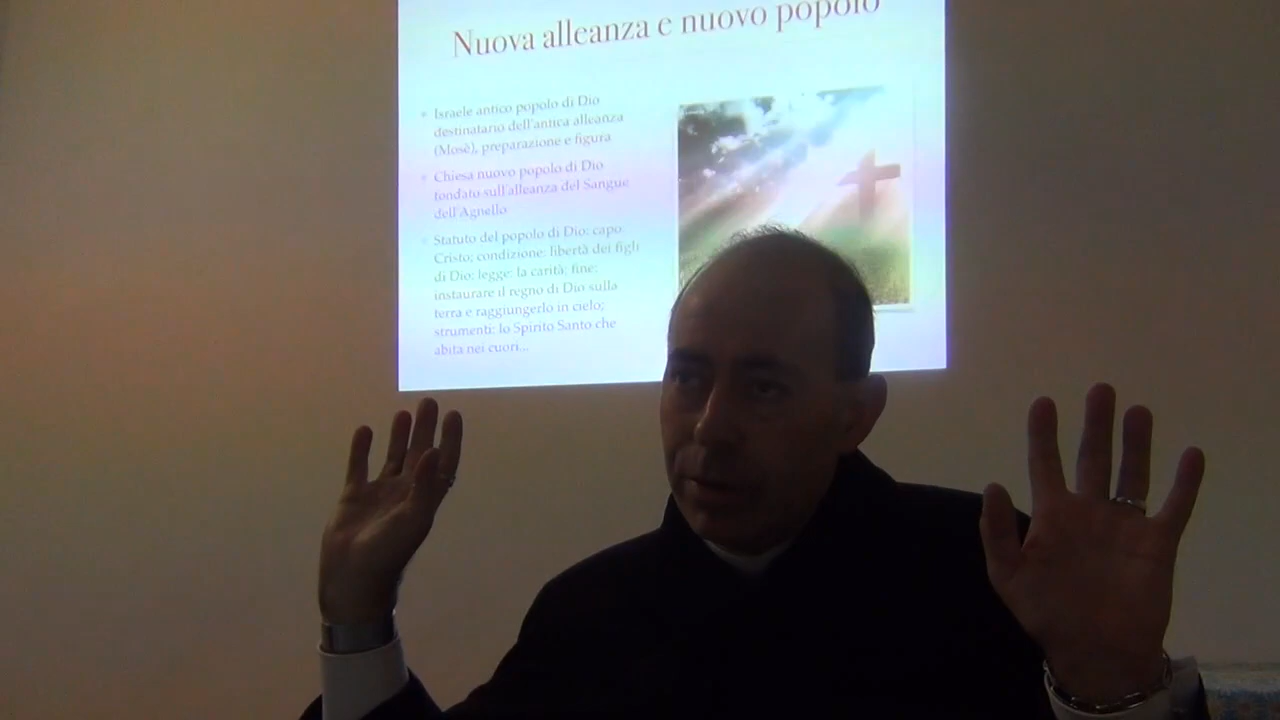 Nuova alleanza e nuovo popolo
Israele antico popolo di Dio
destinatario dell'antica alleanza
(Mosè), preparazione e figura
Chiesa nuovo popolo di Dio
fondato sull'alleanza del Sangue
dell'Agnello
Statuto del popolo di Dio: capo:
Cristo; condizione: libertà dei figli
di Dio; legge: la carità; fine:
instaurare il regno di Dio sulla
terra e raggiungerlo in cielo;
strumenti: lo Spirito Santo che
abita nei cuori...